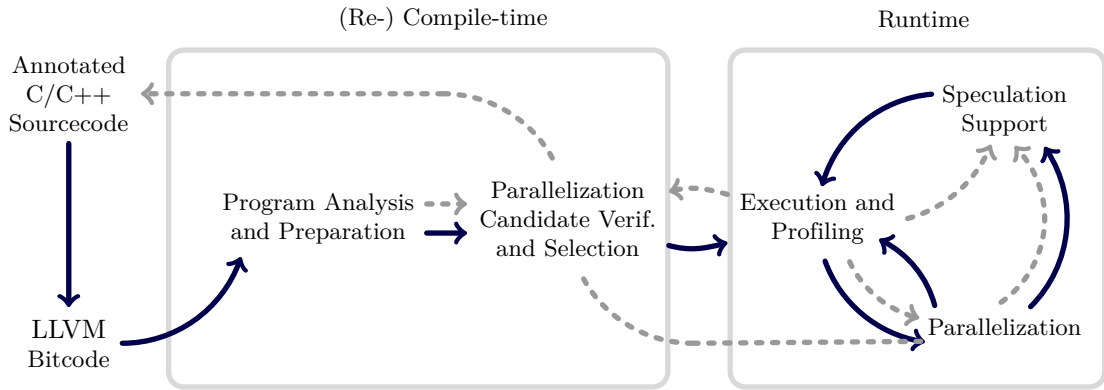 (Re-) Compile-time
Runtime
Annotated
C/C++
Sourcecode
LLVM
Bitcode
Program Analysis
and Preparation
Parallelization
Candidate Verif.
and Selection
Execution and
Profiling
Speculation
Support
Parallelization